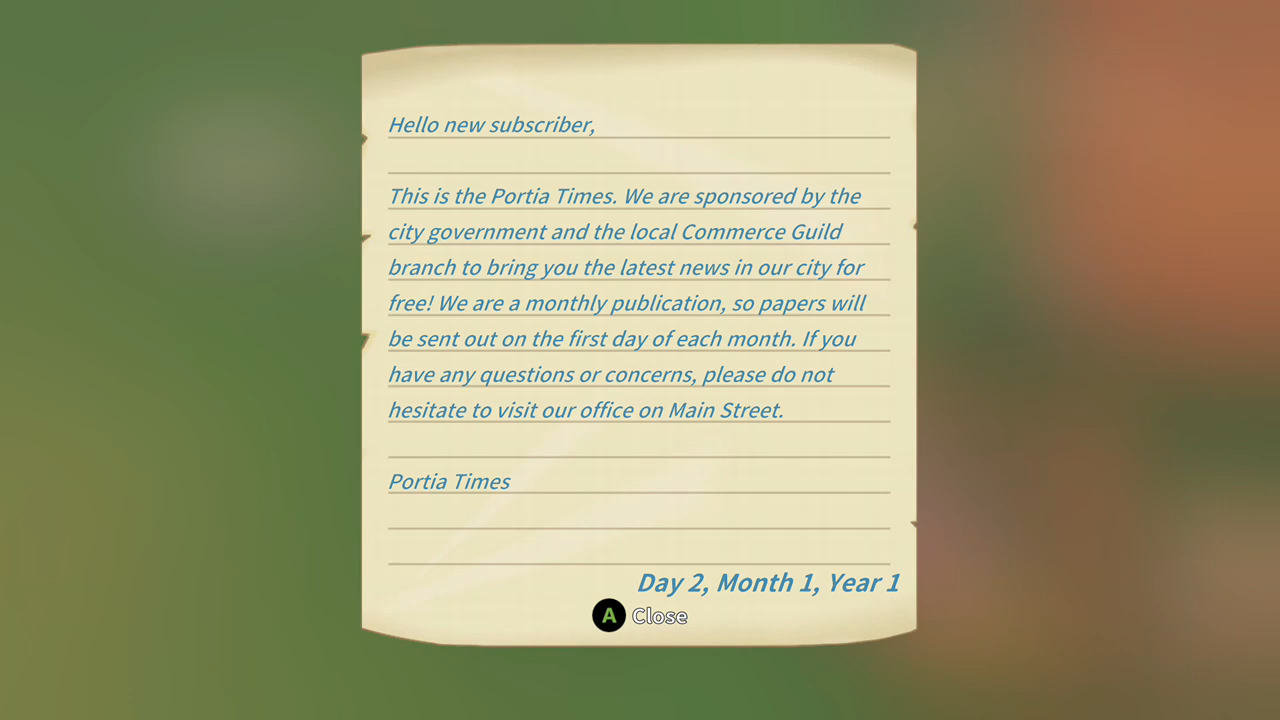 Hello new subscriber,
This is the Portia Times. We are sponsored by the
city government and the local Commerce Guild
branch to bring you the latest news in our city for
free! We are a monthly publication, so papers will
be sent out on the first day of each month. If you
have any questions or concerns, please do not
hesitate to visit our office on Main Street.
Portia Times
Day 2, Month 1, Year 1
A Close